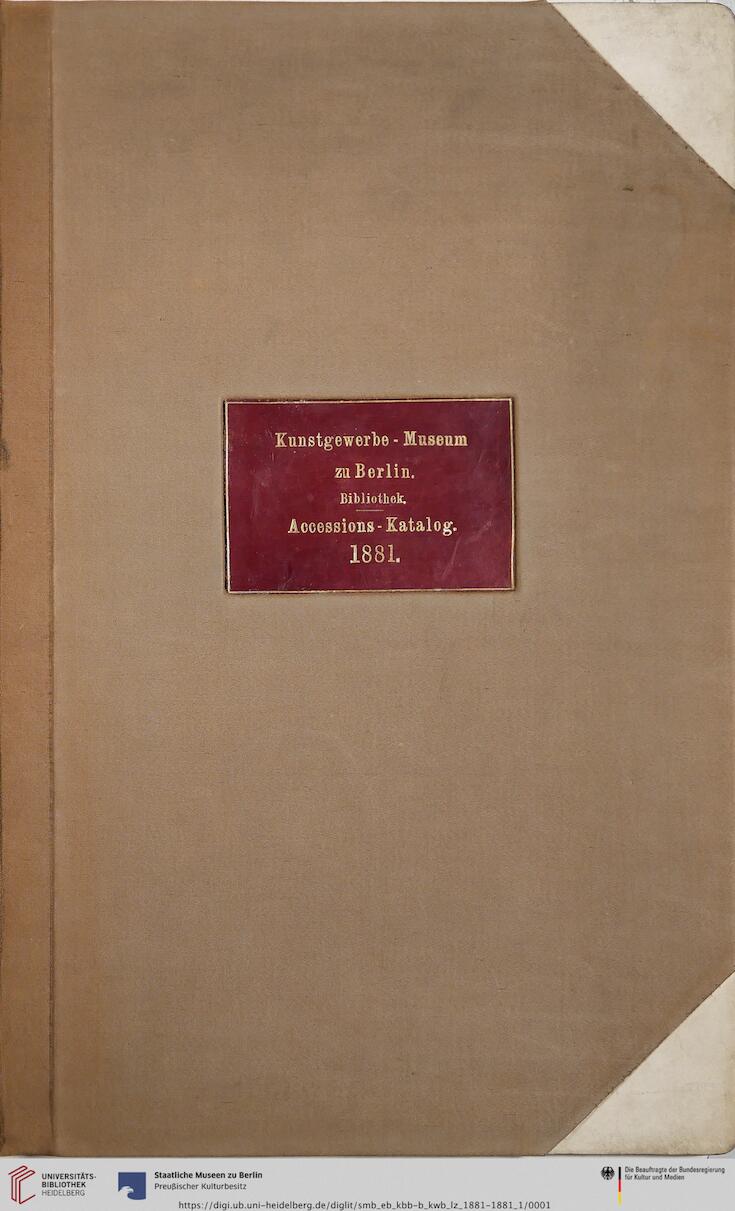 Kunstgewerbe - Museum
zu Berlin.
Bibliothek.
Accessions - Katalog.
1881.
UNIVERSITÄTS-
BIBLIOTHEK
HEIDELBERG
Staatliche Museen zu Berlin
Preußischer Kulturbesitz
Die Beauftragte der Bundesregierung
für Kultur und Medien
https://digi.ub.uni-heidelberg.de/diglit/smb_eb_kbb-b_kwb_lz_1881-1881_1/0001